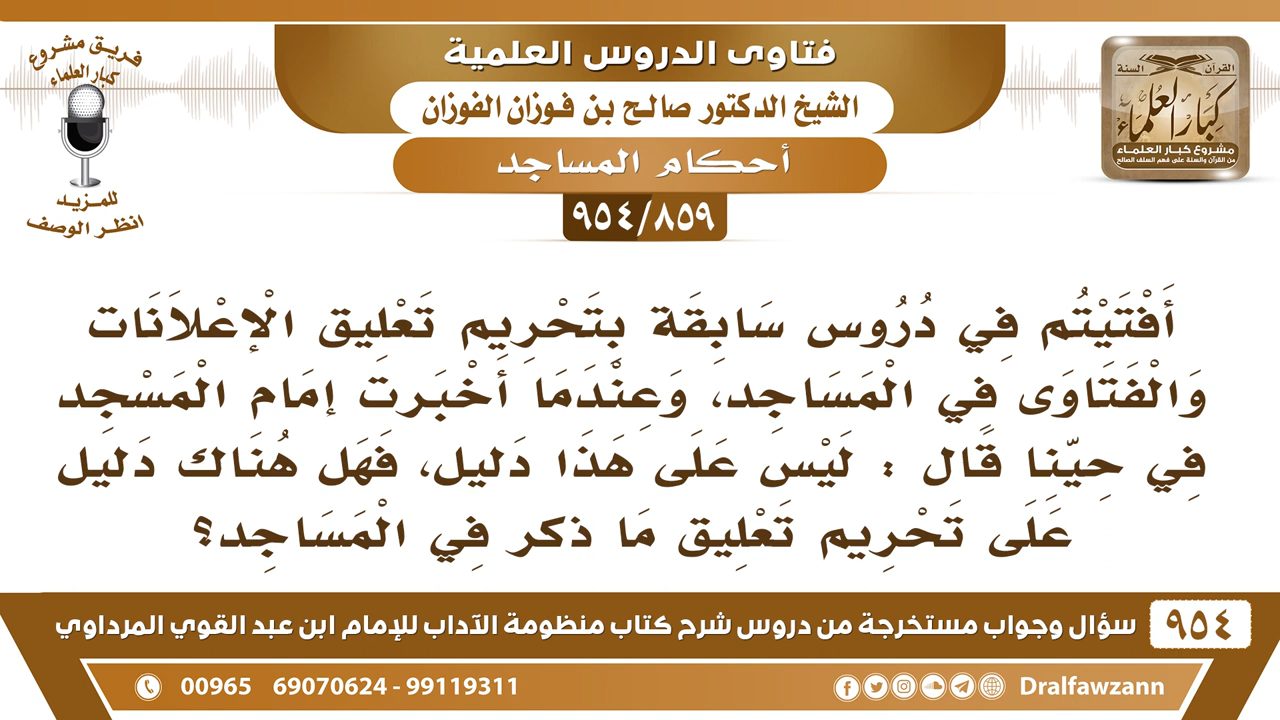 فتاوى الدروس العلمية
الشيخ الدكتور صالح بن فوزان الفوزان
أحكام المساجد
٩٥٤/٨٥٩
فريق مشروع
كبار العلماء
للمزيد
انظر الوصف
القرآن السنة
كبار العلماء
مشروع كبار العلماء
من القرآن والسنة على فهم السلف الصالح
أَفْتَيْتُم فِي دُرُوس سَابِقَة بِتَحْرِيم تَعْلِيق الْإِعْلَانَات
وَالْفَتَاوَى فِي الْمَسَاجِد، وَعِنْدَمَا أَخْبَرت إمَام الْمَسْجِد
فِي حِيّنا قَال : لَيْس عَلَى هَذَا دَلِيل، فَهَل هُنَاك دَلِيل
عَلَى تَحْرِيم تَعْلِيق مَا ذكر فِي الْمَسَاجِد؟
٩٥٤ سؤال وجواب مستخرجة من دروس شرح كتاب منظومة الآداب للإمام ابن عبد القوي المرداوي
00965 69070624 - 99119311
Dralfawzann